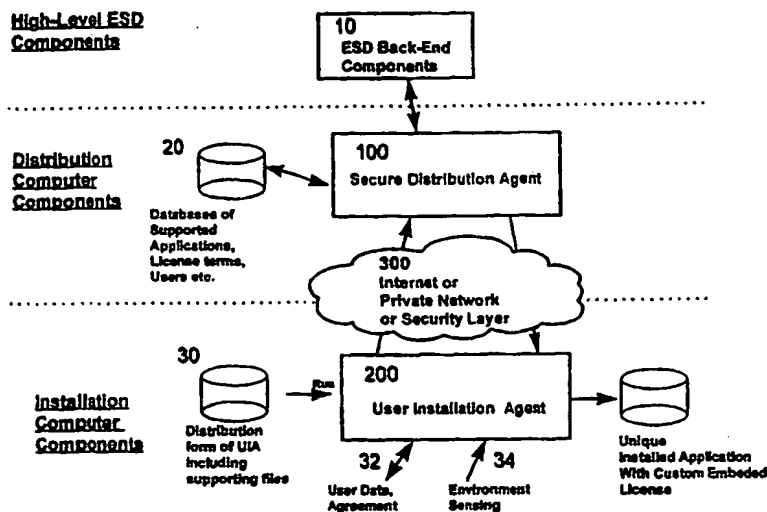 High-Level ESD
Components
10
ESD Back-End
Components
Distribution
Computer
Components
20
Databases of
Supported
Applications,
License terms,
Users etc.
100
Secure Distribution Agent
300
Internet or
Private Network
or Security Layer
Installation
Computer
Components
30
Distribution
form of UIA
including
supporting files
Run
200
User Installation Agent
32
User Data,
Agreement
34
Environment
Sensing
Unique
Installed Application
With Custom Embeded
License